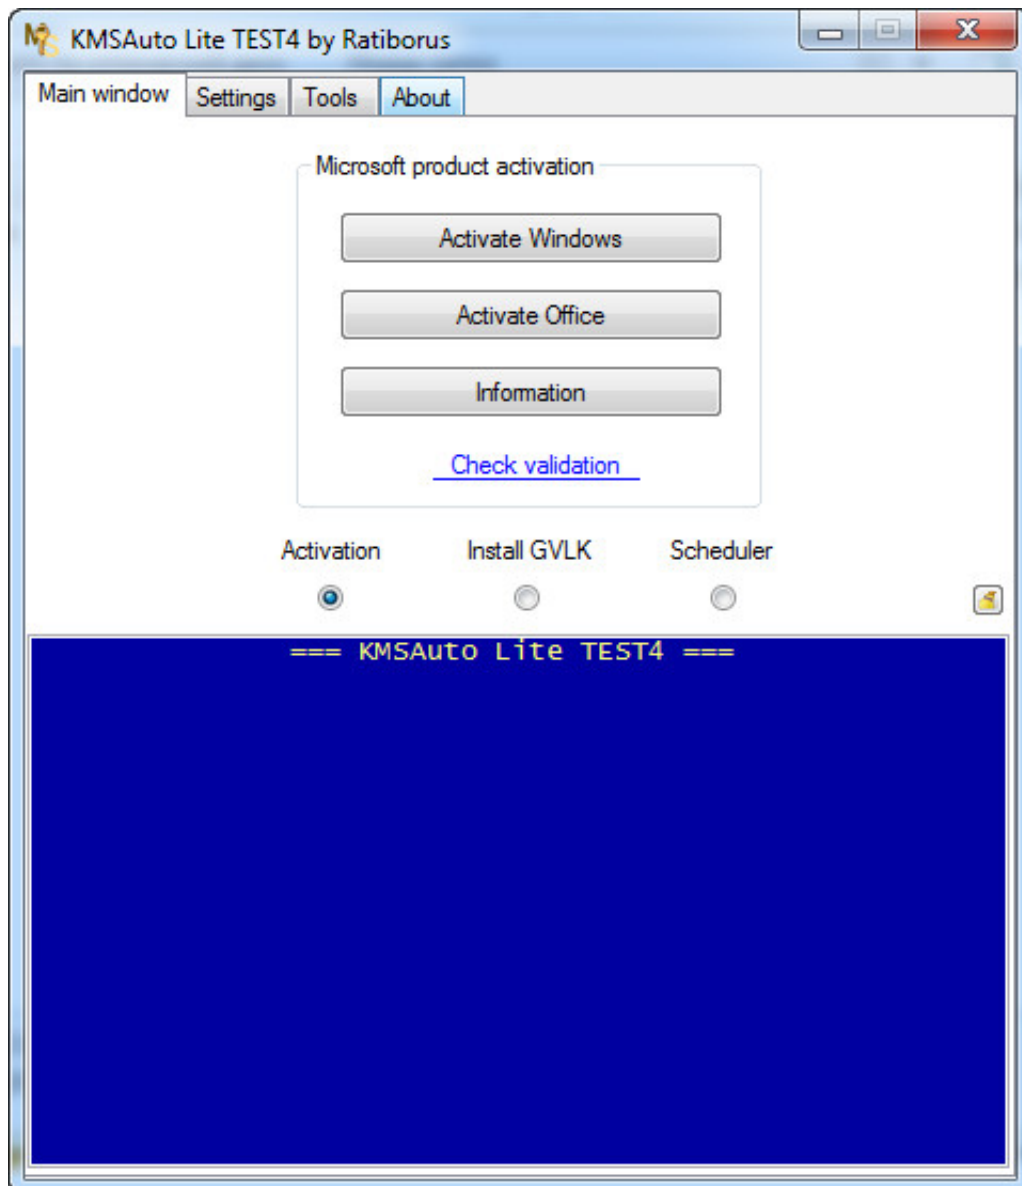 KMSAuto Lite TEST4 by Ratiborus
Main window Settings Tools About
Microsoft product activation
Activate Windows
Activate Office
Information
Check validation
Activation Install GVLK Scheduler
=== KMSAuto Lite TEST4 ===